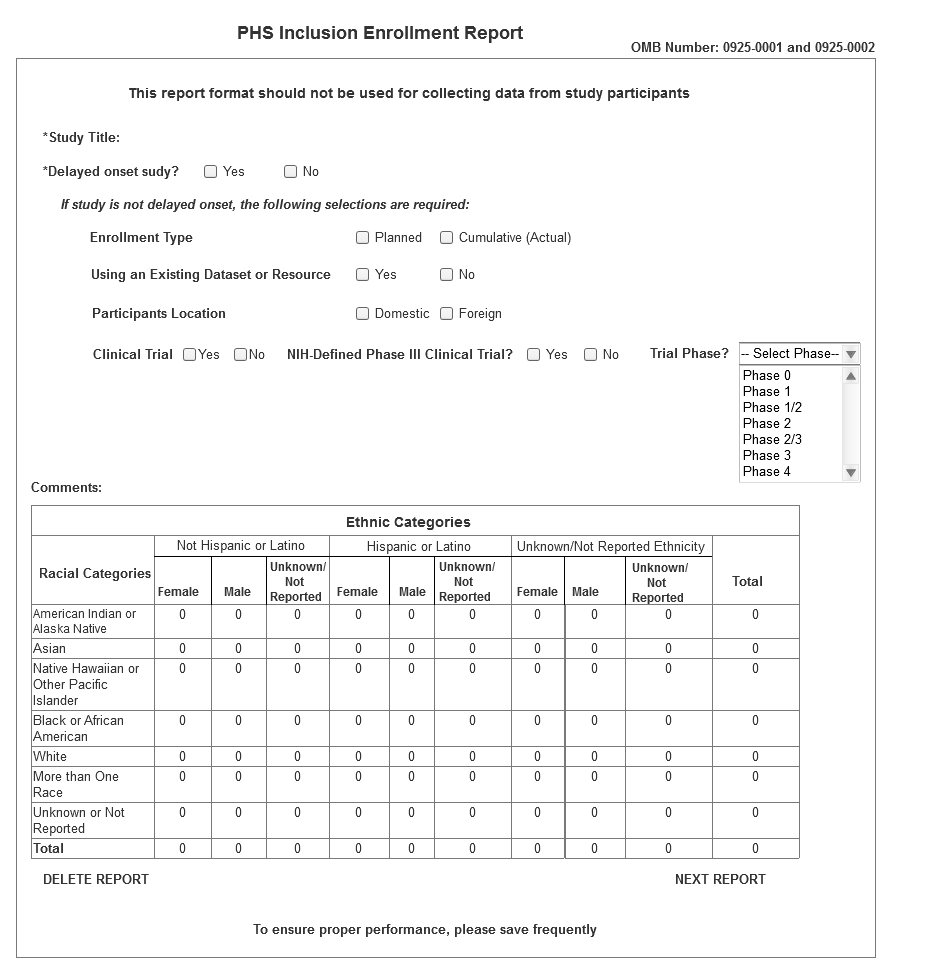 PHS Inclusion Enrollment Report
OMB Number: 0925-0001 and 0925-0002
This report format should not be used for collecting data from study participants
*Study Title:
*Delayed onset sudy? Yes No
If study is not delayed onset, the following selections are required:
Enrollment Type Planned Cumulative (Actual)
Using an Existing Dataset or Resource Yes No
Participants Location Domestic Foreign
Clinical Trial Yes No NIH-Defined Phase III Clinical Trial? Yes No Trial Phase? -- Select Phase--
Phase 0
Phase 1
Phase 1/2
Phase 2
Phase 2/3
Phase 3
Phase 4
Comments:
Ethnic Categories
Not Hispanic or Latino Hispanic or Latino Unknown/Not Reported Ethnicity
Racial Categories Female Male Unknown/ Not Reported Female Male Unknown/ Not Reported Female Male Unknown/ Not Reported Total
American Indian or 0 0 0 0 0 0 0 0 0 0
Alaska Native
Asian 0 0 0 0 0 0 0 0 0 0
Native Hawaiian or 0 0 0 0 0 0 0 0 0 0
Other Pacific
Islander
Black or African 0 0 0 0 0 0 0 0 0 0
American
White 0 0 0 0 0 0 0 0 0 0
More than One 0 0 0 0 0 0 0 0 0 0
Race
Unknown or Not 0 0 0 0 0 0 0 0 0 0
Reported
Total 0 0 0 0 0 0 0 0 0 0
DELETE REPORT NEXT REPORT
To ensure proper performance, please save frequently